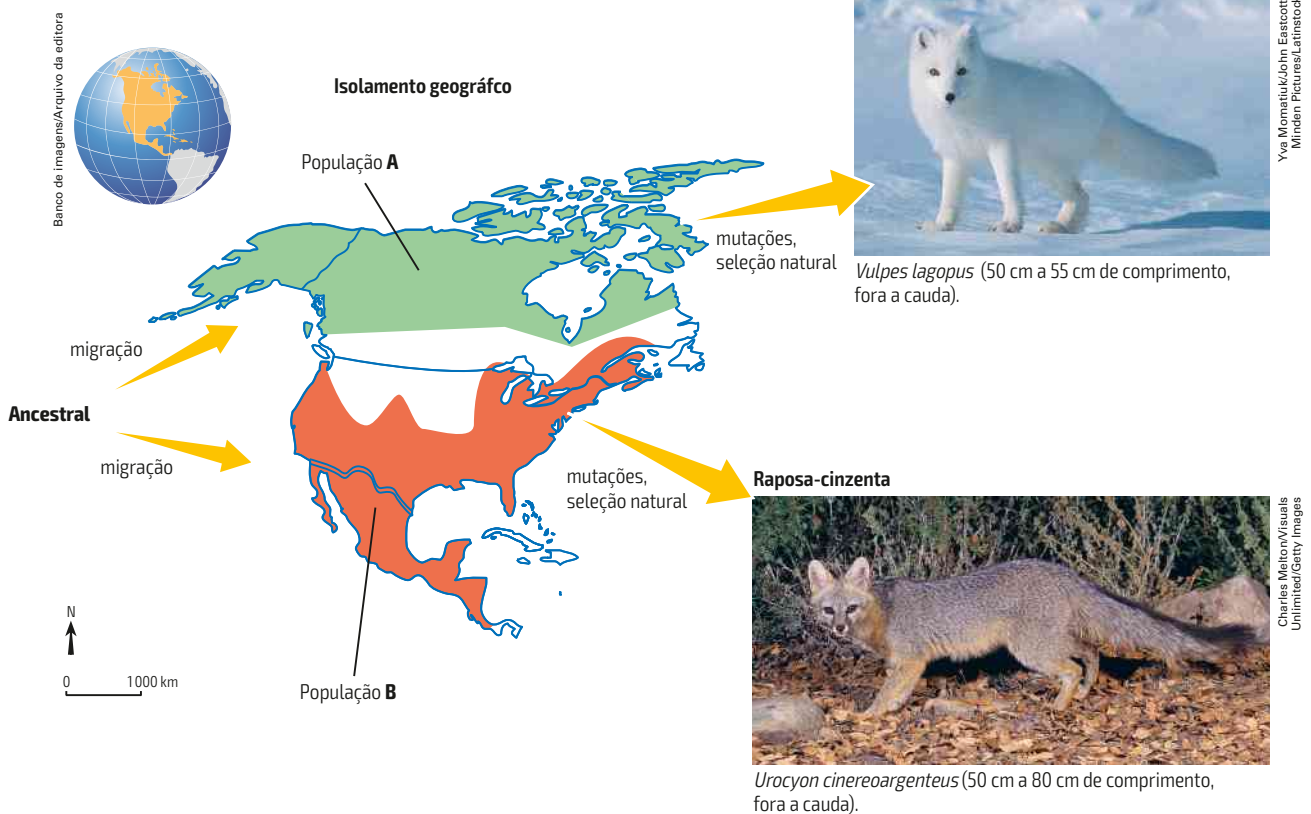 Banco de imagens/Arquivo da editora
Isolamento geográfco
População A
migração
Ancestral
migração
mutações,
seleção natural
Yva Momatiuk/John Eastcott/
Minden Pictures/Latinstock
Vulpes lagopus (50 cm a 55 cm de comprimento,
fora a cauda).
mutações,
seleção natural
Raposa-cinzenta
Charles Melton/Visuals
Unlimited/Getty Images
Urocyon cinereoargenteus (50 cm a 80 cm de comprimento,
fora a cauda).
População B
N
0 1000 km